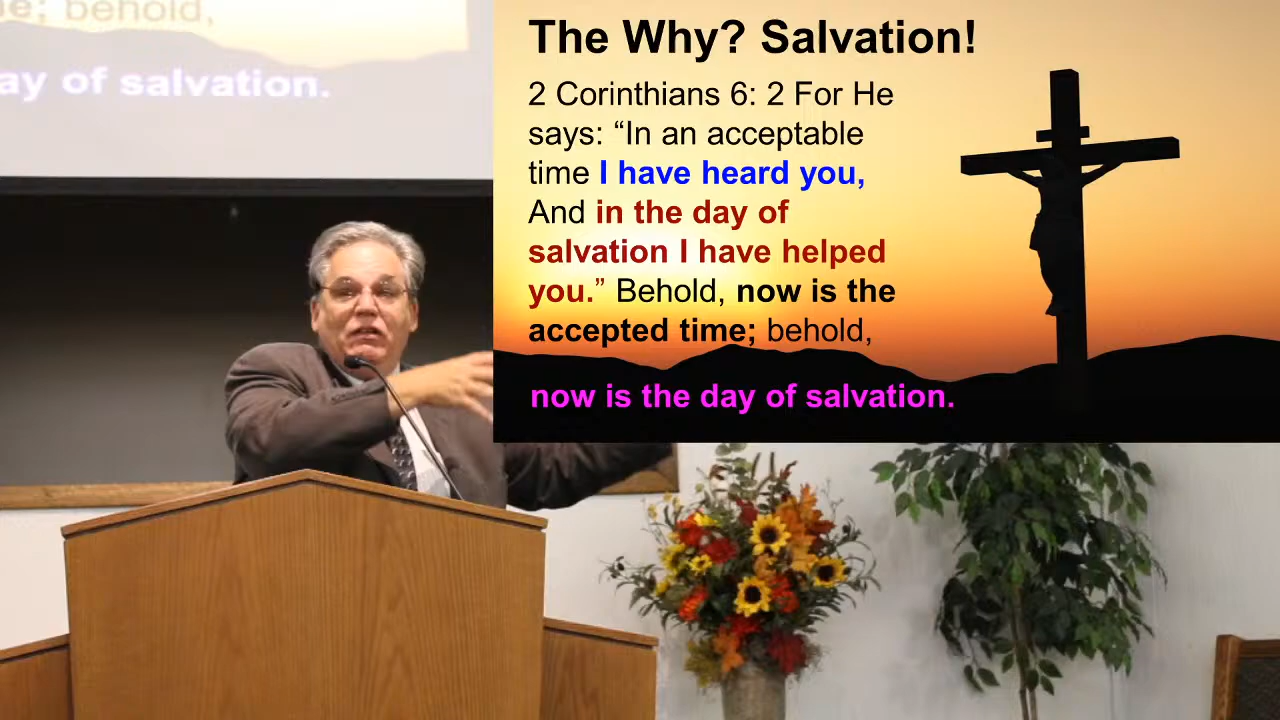 me; behold,
ay of salvation.
The Why? Salvation!
2 Corinthians 6: 2 For He
says: “In an acceptable
time I have heard you,
And in the day of
salvation I have helped
you.” Behold, now is the
accepted time; behold,
now is the day of salvation.